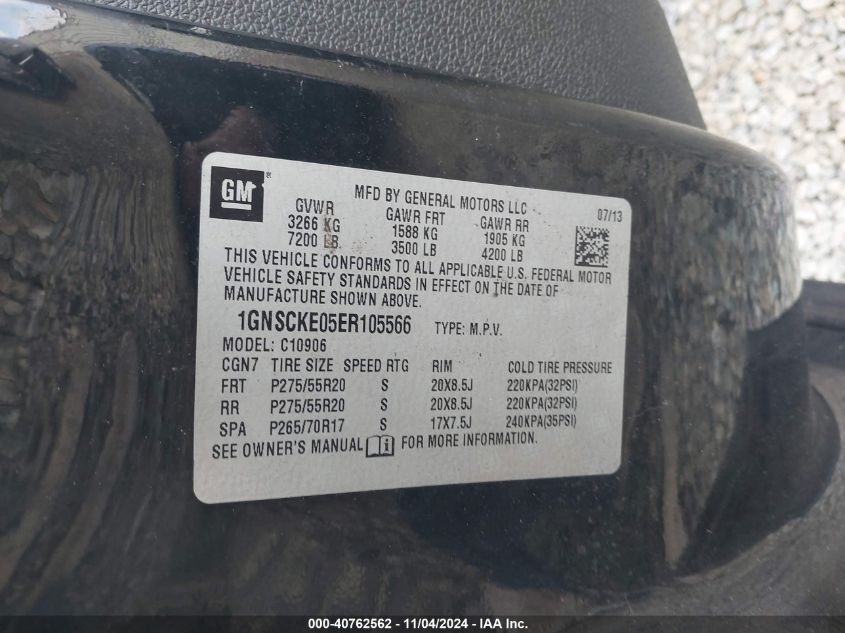 GM ® MFD BY GENERAL MOTORS LLC
GVWR GAWR FRT GAWR RR 07/13
3266 KG 1588 KG 1905 KG
7200 LB 3500 LB 4200 LB
THIS VEHICLE CONFORMS TO ALL APPLICABLE U.S. FEDERAL MOTOR
VEHICLE SAFETY STANDARDS IN EFFECT ON THE DATE OF
MANUFACTURE SHOWN ABOVE.
1GNSCKE05ER105566 TYPE: M.P.V.
MODEL: C10906
CGN7 TIRE SIZE SPEED RTG RIM COLD TIRE PRESSURE
FRT P275/55R20 S 20X8.5J 220KPA(32PSI)
RR P275/55R20 S 20X8.5J 220KPA(32PSI)
SPA P265/70R17 S 17X7.5J 240KPA(35PSI)
SEE OWNER'S MANUAL FOR MORE INFORMATION.
000-40762562 - 11/04/2024 - IAA Inc.